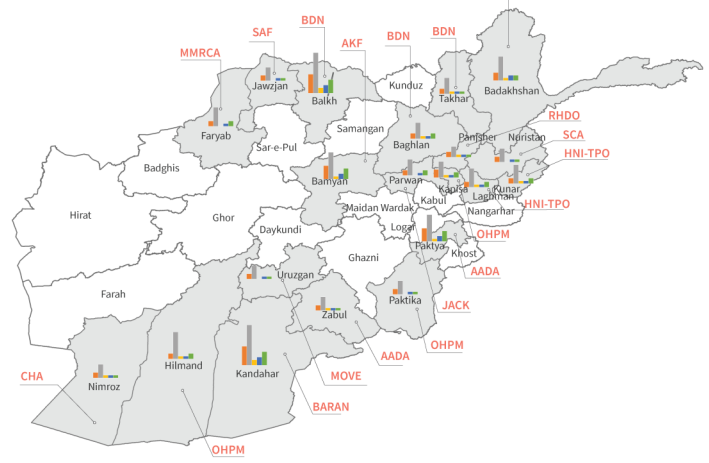 BDN
SAF
AKF
BDN
BDN
MMRCA
Jawzjan
Balkh
Kunduz
Takhar
Badakhshan
RHDO
Faryab
Samangan
Panjsher
Nuristan
SCA
Sar-e-Pul
Baghlan
HNI-TPO
Badghis
Bamyan
Parwan
Kapisa
Kunar
Laghman
Kabul
HNI-TPO
Hirat
Ghor
Maidan Wardak
Nangarhar
Daykundi
Logar
OHPM
Paktya
Ghazni
Khost
AADA
Uruzgan
Farah
Paktika
JACK
Zabul
OHPM
AADA
Hilmand
Kandahar
MOVE
CHA
Nimroz
BARAN
OHPM